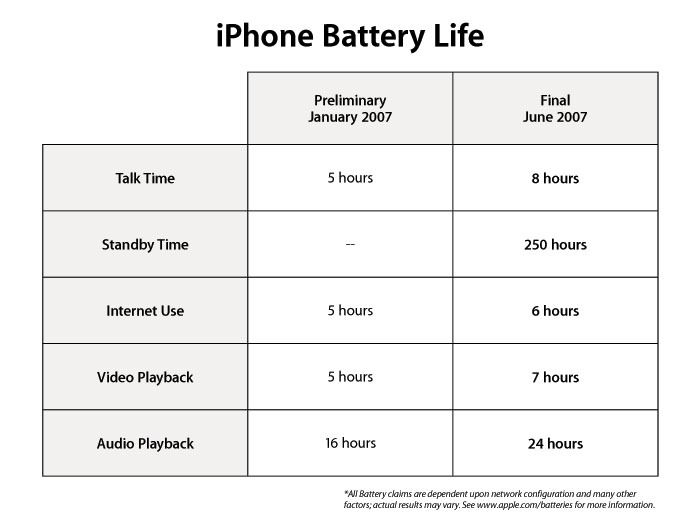 iPhone Battery Life
Preliminary
January 2007
Final
June 2007
Talk Time
5 hours
8 hours
Standby Time
--
250 hours
Internet Use
5 hours
6 hours
Video Playback
5 hours
7 hours
Audio Playback
16 hours
24 hours
*All Battery claims are dependent upon network configuration and many other
factors; actual results may vary. See www.apple.com/batteries for more information.